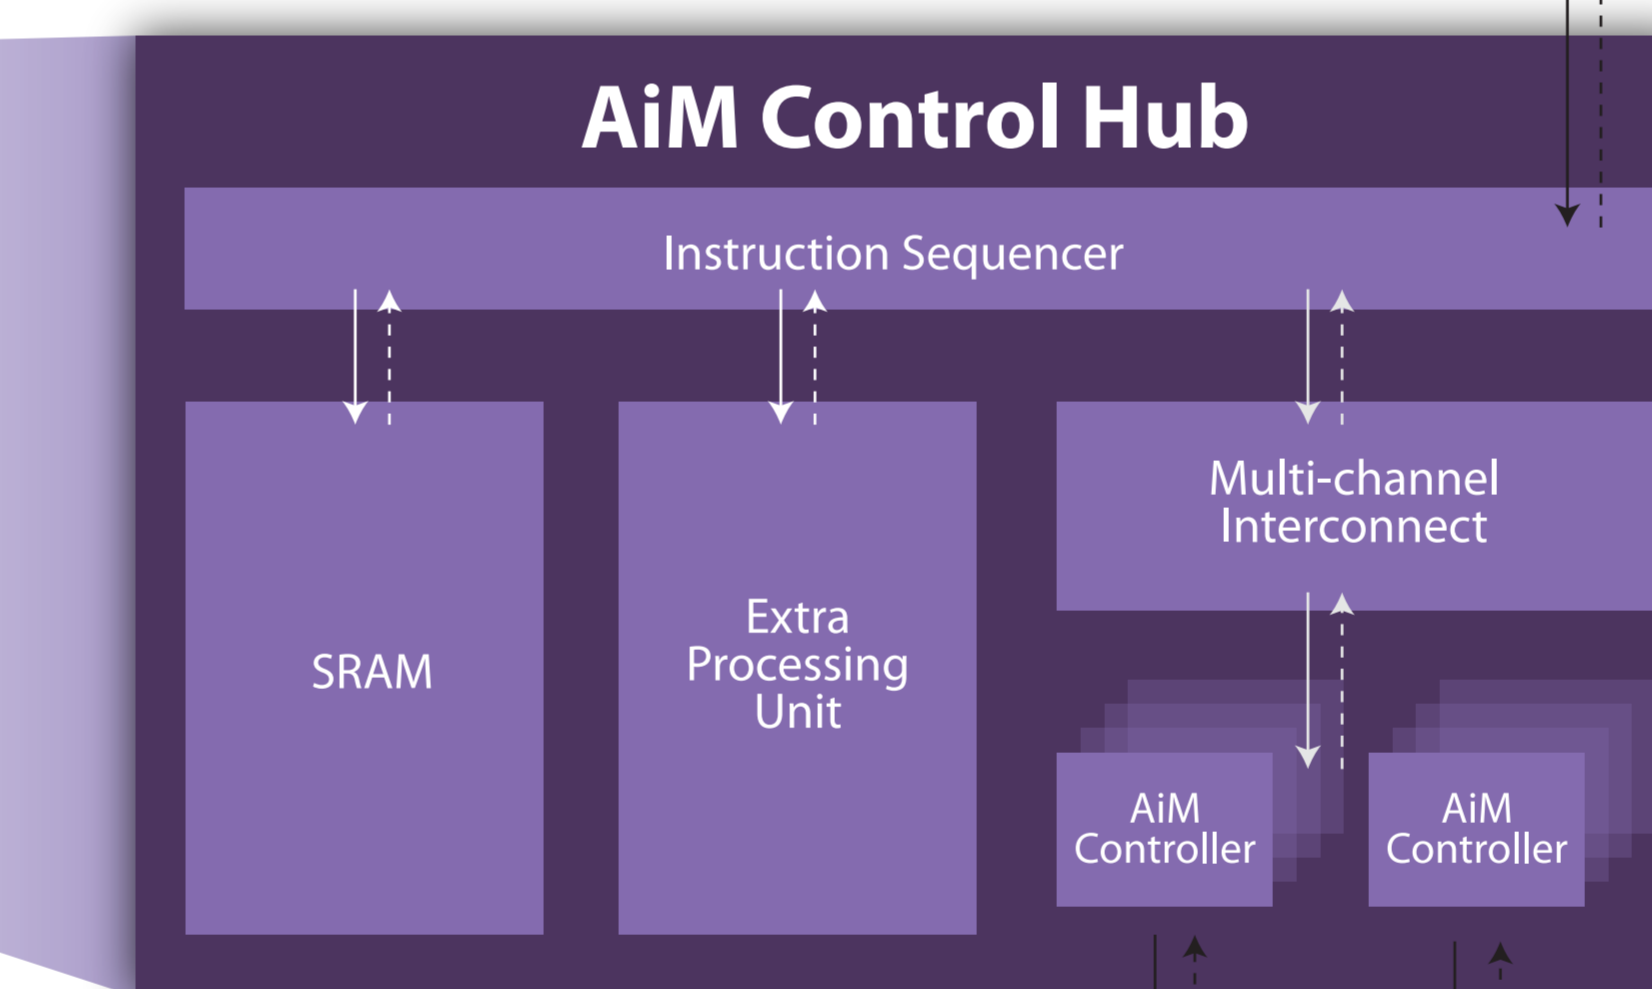 AiM Control Hub
Instruction Sequencer
SRAM
Extra
Processing
Unit
Multi-channel
Interconnect
AiM
Controller
AiM
Controller